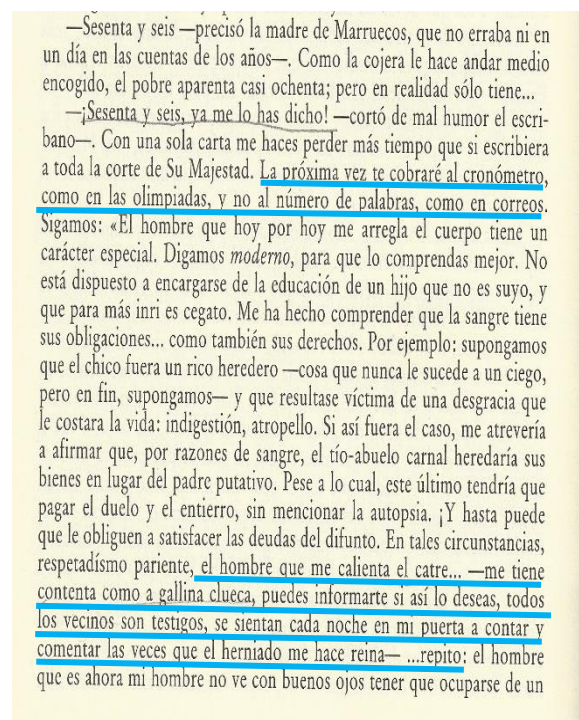 —Sesenta y seis —precisó la madre de Marruecos, que no erraba ni en
un día en las cuentas de los años—. Como la cojera le hace andar medio
encogido, el pobre aparenta casi ochenta; pero en realidad sólo tiene...
—¡Sesenta y seis, ya me lo has dicho! —cortó de mal humor el escri-
bano—. Con una sola carta me haces perder más tiempo que si escribiera
a toda la corte de Su Majestad. La próxima vez te cobraré al cronómetro,
como en las olimpiadas, y no al número de palabras, como en correos.
Sigamos: «El hombre que hoy por hoy me arregla el cuerpo tiene un
carácter especial. Digamos moderno, para que lo comprendas mejor. No
está dispuesto a encargarse de la educación de un hijo que no es suyo, y
que para más inri es cegato. Me ha hecho comprender que la sangre tiene
sus obligaciones... como también sus derechos. Por ejemplo: supongamos
que el chico fuera un rico heredero —cosa que nunca le sucede a un ciego,
pero en fin, supongamos— y que resultase víctima de una desgracia que
le costara la vida: indigestión, atropello. Si así fuera el caso, me atrevería
a afirmar que, por razones de sangre, el tío-abuelo carnal heredaría sus
bienes en lugar del padre putativo. Pese a lo cual, este último tendría que
pagar el duelo y el entierro, sin mencionar la autopsia. ¡Y hasta puede
que le obliguen a satisfacer las deudas del difunto. En tales circunstancias,
respetadísmo pariente, el hombre que me calienta el catre... —me tiene
contenta como a gallina clueca, puedes informarte si así lo deseas, todos
los vecinos son testigos, se sientan cada noche en mi puerta a contar y
comentar las veces que el herniado me hace reina— ...repito: el hombre
que es ahora mi hombre no ve con buenos ojos tener que ocuparse de un